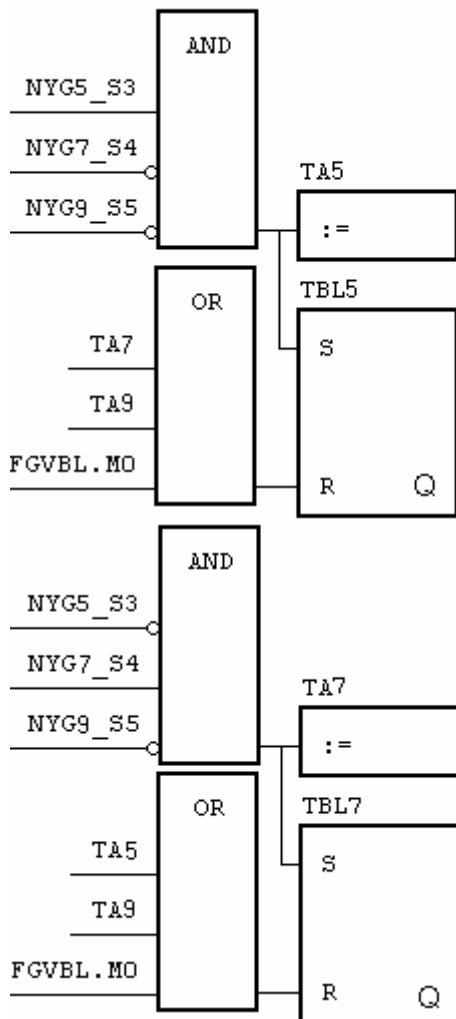 AND
NYG5_S3
NYG7_S4
NYG9_S5
TA5
:=
TBL5
OR
S
TA7
TA9
FGVBL.M0
R Q
AND
NYG5_S3
NYG7_S4
NYG9_S5
TA7
:=
TBL7
OR
S
TA5
TA9
FGVBL.M0
R Q